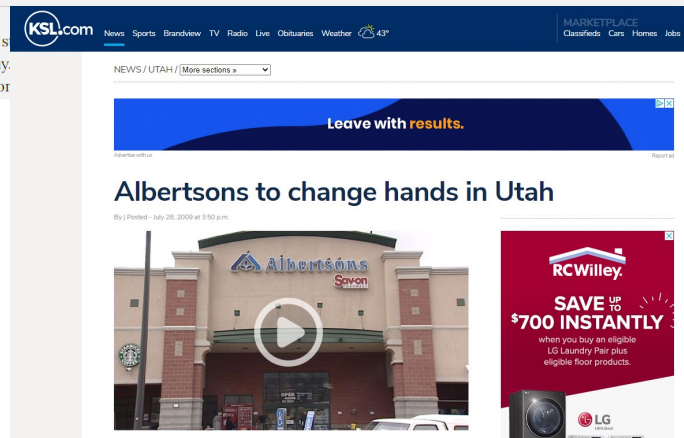 KSL.com News Sports Brandview TV Radio Live Obituaries Weather 43°
MARKETPLACE
Classifieds Cars Homes Jobs
NEWS / UTAH / More sections »
Leave with results.
Advertise with us
Report ad
Albertsons to change hands in Utah
By | Posted - July 28, 2009 at 3:50 p.m.
Albertsons
Sav-on
OPEN
RC Willey.
SAVE UP TO
$700 INSTANTLY
when you buy an eligible
LG Laundry Pair plus
eligible floor products.
LG